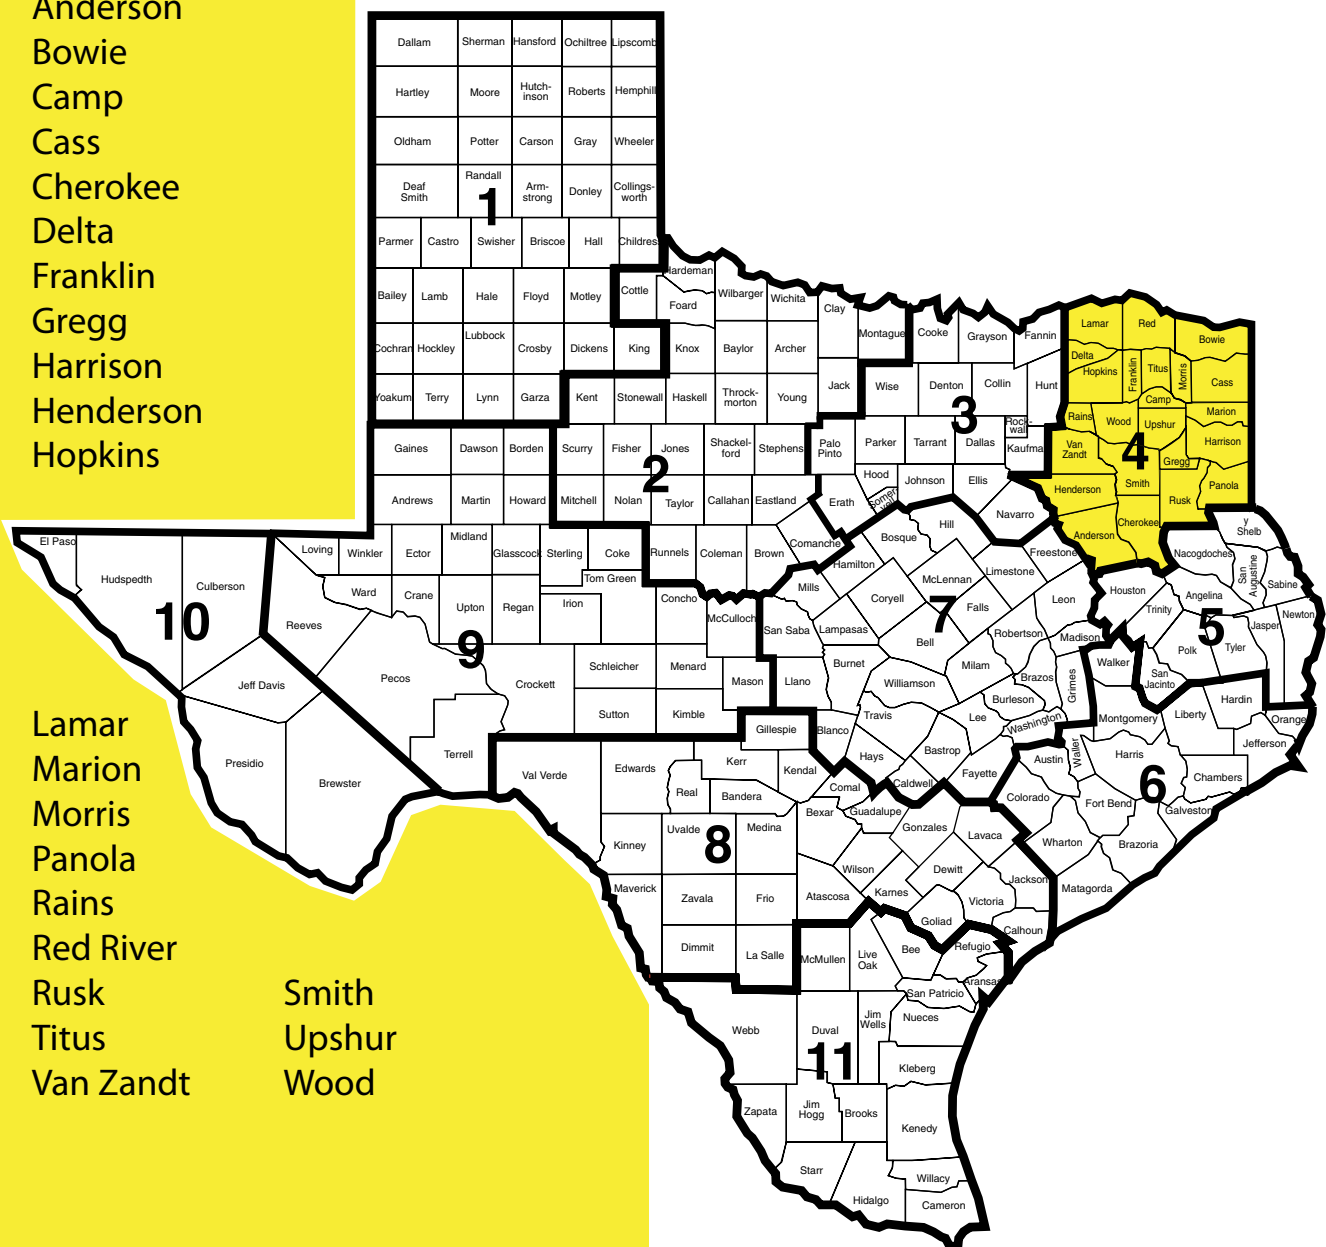 Anderson
Bowie
Camp
Cass
Cherokee
Delta
Franklin
Gregg
Harrison
Henderson
Hopkins
Lamar
Marion
Morris
Panola
Rains
Red River
Rusk
Titus
Van Zandt
Smith
Upshur
Wood
Dallam Sherman Hansford Ochiltree Lipscomb
Hartley Moore Hutch-
inson Roberts Hemphill
Oldham Potter Carson Gray Wheeler
Deaf
Smith Randall Arm-
strong Donley Collings-
worth
1
Parmer Castro Swisher Briscoe Hall Childres
Bailey Lamb Hale Floyd Motley Cottle
Hardeman
Foard Wilbarger Wichita Clay
Cochran Hockley Lubbock Crosby Dickens King Knox Baylor Archer Montague
Yoakum Terry Lynn Garza Kent Stonewall Haskell Throck-
morton Young Jack
Cooke Grayson Fannin
Wise Denton Collin Hunt
3
Rock-
wall
Palo
Pinto Parker Tarrant Dallas Kaufma
Hood Johnson Ellis
Erath Somer
vell Navarro
Lamar Red Bowie
Delta
Hopkins Franklin Titus Morris Cass
Camp
Rains Wood Upshur Marion
Van
Zandt 4 Gregg Harrison
Henderson Smith Rusk Panola
Anderson Cherokee
Gaines Dawson Borden Scurry Fisher Jones Shackel-
ford Stephens
2
Andrews Martin Howard Mitchell Nolan Taylor Callahan Eastland
Loving Winkler Ector Midland Glasscock Sterling Coke Runnels Coleman Brown Comanche
Ward Crane Upton Regan Irion Tom Green Concho McCulloch
Reeves Pecos 9 Crockett Schleicher Menard Mason
Sutton Kimble
Terrell
El Paso Hudspedth Culberson
10
Jeff Davis
Presidio Brewster
Hill
Bosque Freestone
Hamilton McLennan Limestone
Mills Coryell 7 Falls Leon
San Saba Lampasas Bell Robertson Madison
Burnet Milam Brazos Grimes
Llano Williamson Burleson
Blanco Travis Lee Washington
Hays Bastrop
Caldwell Fayette
y
Shelb
Nacogdoches San
Augustine Sabine
Houston Angelina Newton
Trinity 5 Jasper
Polk Tyler
San
Jacinto
Walker Hardin
Montgomery Liberty Orange
Austin Waller Harris Jefferson
Colorado 6 Chambers
Fort Bend Galveston
Wharton Brazoria
Matagorda
Gillespie
Val Verde Edwards Kerr Kendal
Real Bandera Comal
Kinney Uvalde 8 Medina Bexar Guadalupe
Gonzales Lavaca
Maverick Zavala Frio Atascosa Wilson Karnes Dewitt Jackson
Victoria
Dimmit La Salle Goliad Calhoun
McMullen Live
Oak Bee Refugio
Aransas
San Patricio
Webb Duval Jim
Wells Nueces
11
Kleberg
Zapata Jim
Hogg Brooks Kenedy
Starr Hidalgo Willacy
Cameron